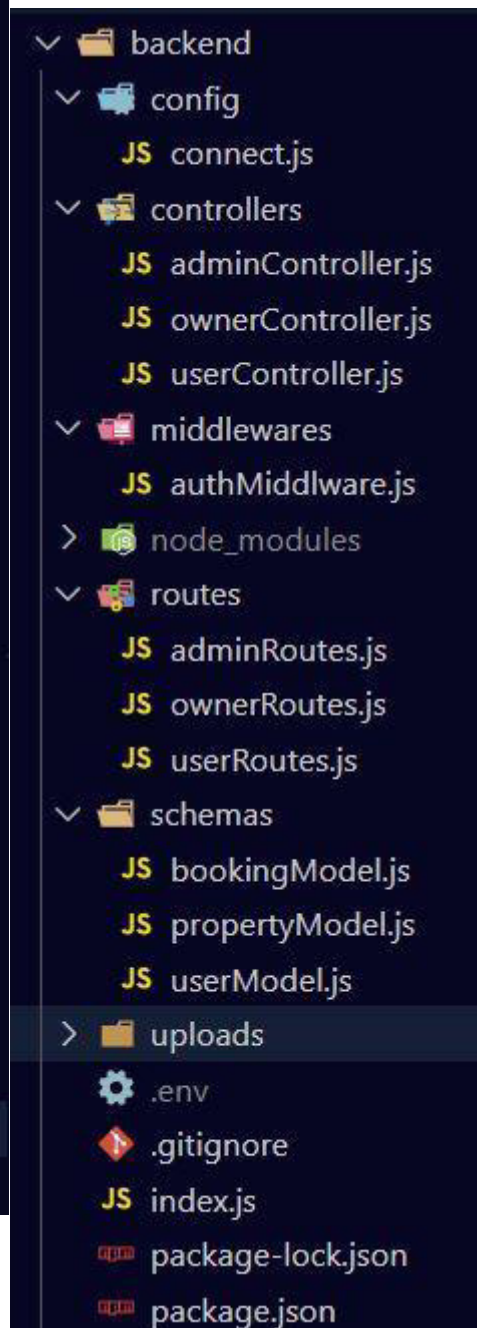 backend
config
JS connect.js
controllers
JS adminController.js
JS ownerController.js
JS userController.js
middlewares
JS authMiddlware.js
node_modules
routes
JS adminRoutes.js
JS ownerRoutes.js
JS userRoutes.js
schemas
JS bookingModel.js
JS propertyModel.js
JS userModel.js
uploads
.env
.gitignore
JS index.js
package-lock.json
package.json